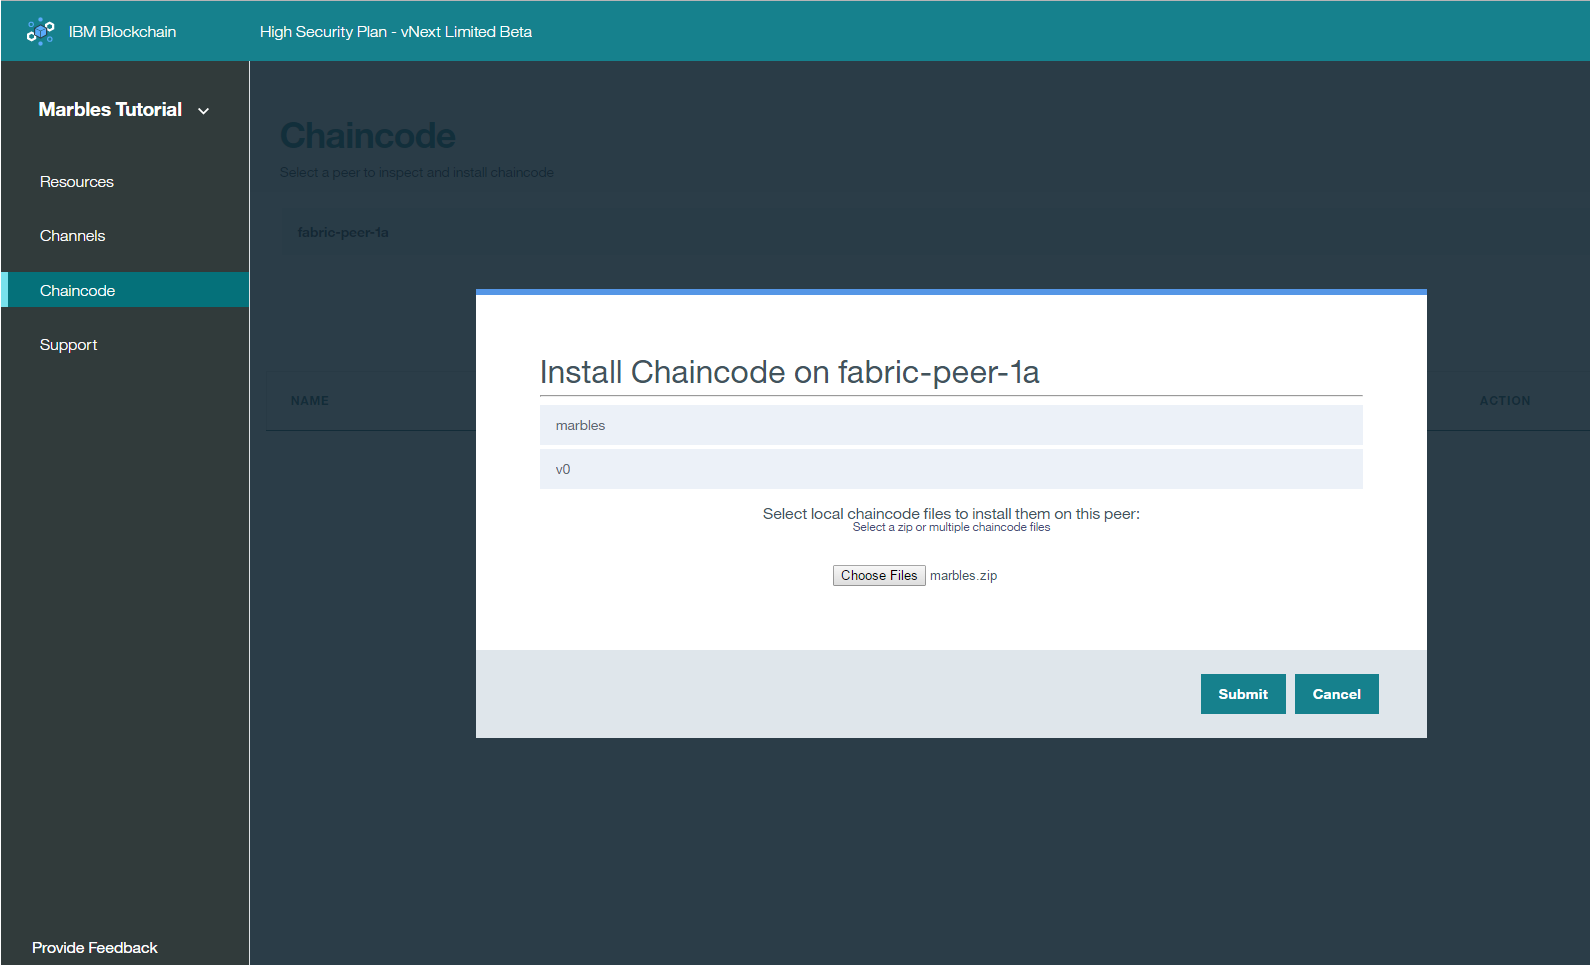 IBM Blockchain
High Security Plan - vNext Limited Beta
Marbles Tutorial
Resources
Channels
Chaincode
Support
Provide Feedback
Chaincode
Select a peer to inspect and install chaincode
fabric-peer-1a
NAME
ACTION
Install Chaincode on fabric-peer-1a
marbles
v0
Select local chaincode files to install them on this peer:
Select a zip or multiple chaincode files
Choose Files marbles.zip
Submit
Cancel